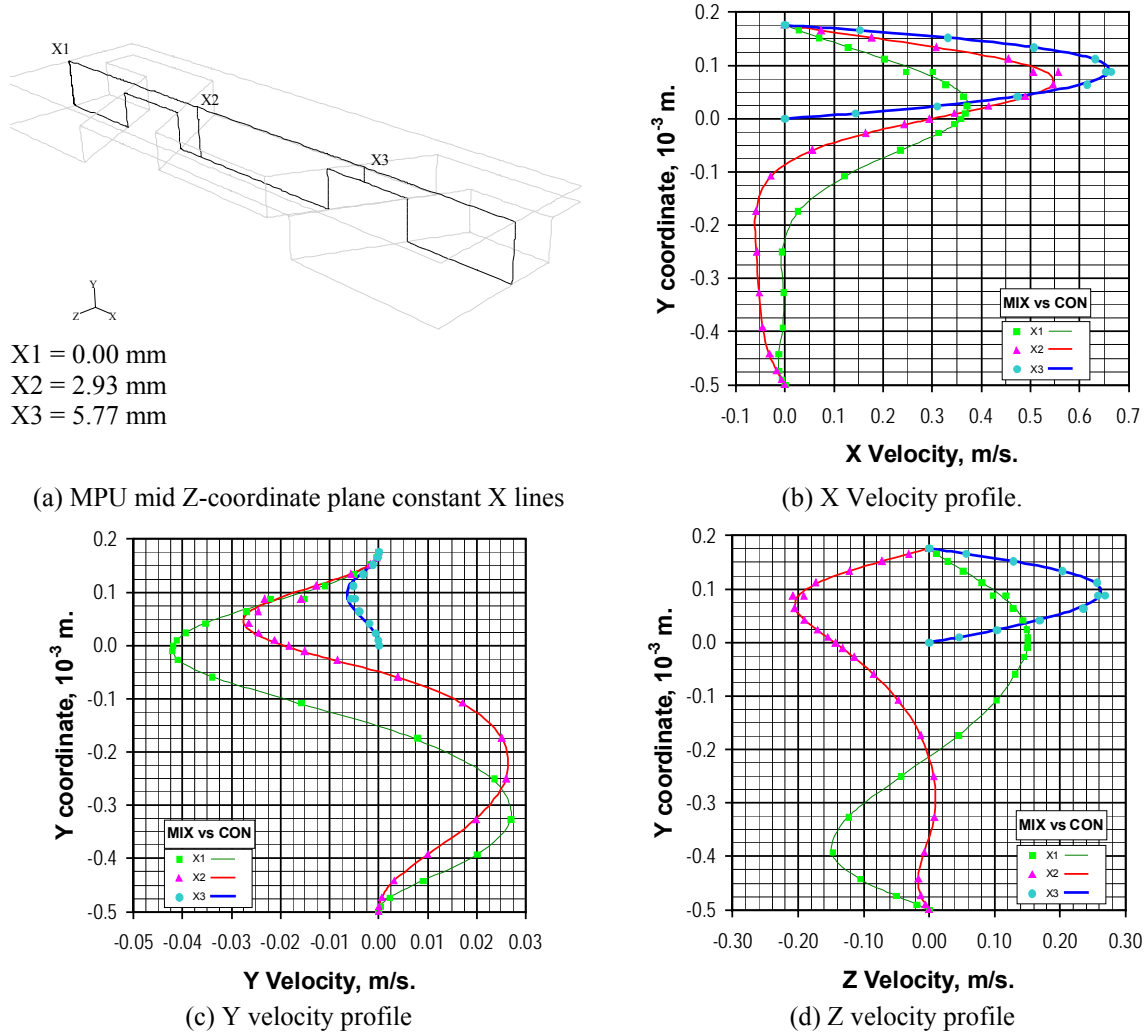 X1
X2
X3
Y
Z
X
X1 = 0.00 mm
X2 = 2.93 mm
X3 = 5.77 mm
(a) MPU mid Z-coordinate plane constant X lines
Y coordinate, 10⁻³ m.
0.2
0.1
0.0
-0.1
-0.2
-0.3
-0.4
-0.5
MIX vs CON
X1
X2
X3
-0.1 0.0 0.1 0.2 0.3 0.4 0.5 0.6 0.7
X Velocity, m/s.
(b) X Velocity profile.
Y coordinate, 10⁻³ m.
0.2
0.1
0.0
-0.1
-0.2
-0.3
-0.4
-0.5
MIX vs CON
X1
X2
X3
-0.05 -0.04 -0.03 -0.02 -0.01 0.00 0.01 0.02 0.03
Y Velocity, m/s.
(c) Y velocity profile
Y coordinate, 10⁻³ m.
0.2
0.1
0.0
-0.1
-0.2
-0.3
-0.4
-0.5
MIX vs CON
X1
X2
X3
-0.30 -0.20 -0.10 0.00 0.10 0.20 0.30
Z Velocity, m/s.
(d) Z velocity profile